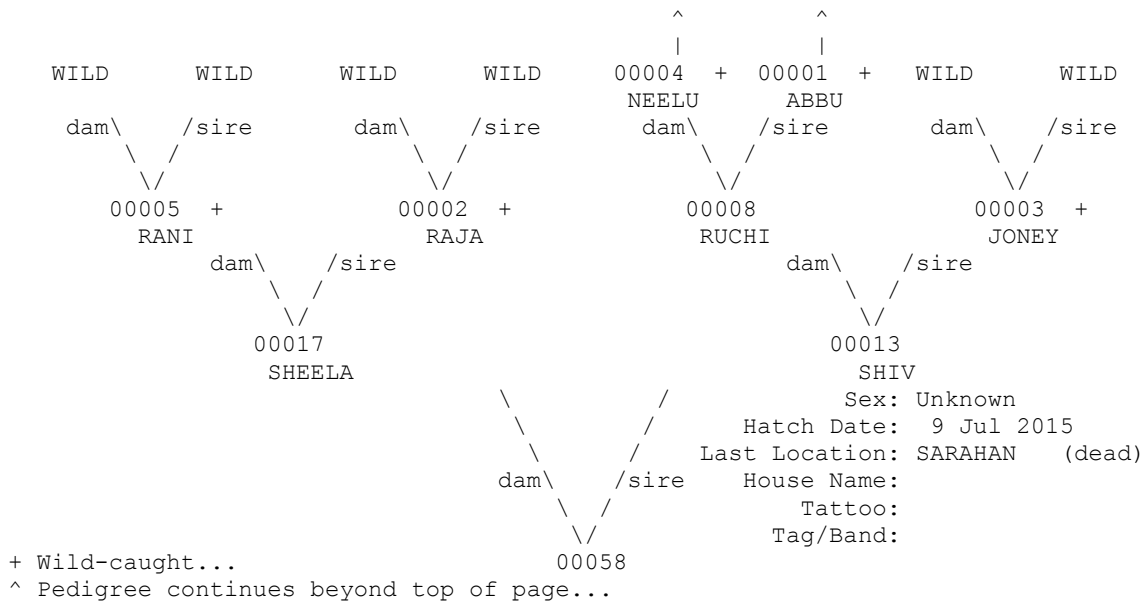 ^ ^
| |
WILD WILD WILD WILD 00004 + 00001 + WILD WILD
NEELU ABBU
dam\ /sire dam\ /sire dam\ /sire dam\ /sire
\ / \ / \ / \ /
\/ \/ \/ \/
00005 + 00002 + 00008 00003 +
RANI RAJA RUCHI JONEY
dam\ /sire dam\ /sire
\ / \ /
\/ \/
00017 00013
SHEELA SHIV
\ / Sex: Unknown
\ / Hatch Date: 9 Jul 2015
\ / Last Location: SARAHAN (dead)
dam\ /sire House Name:
\ / Tattoo:
\/ Tag/Band:
+ Wild-caught... 00058
^ Pedigree continues beyond top of page...